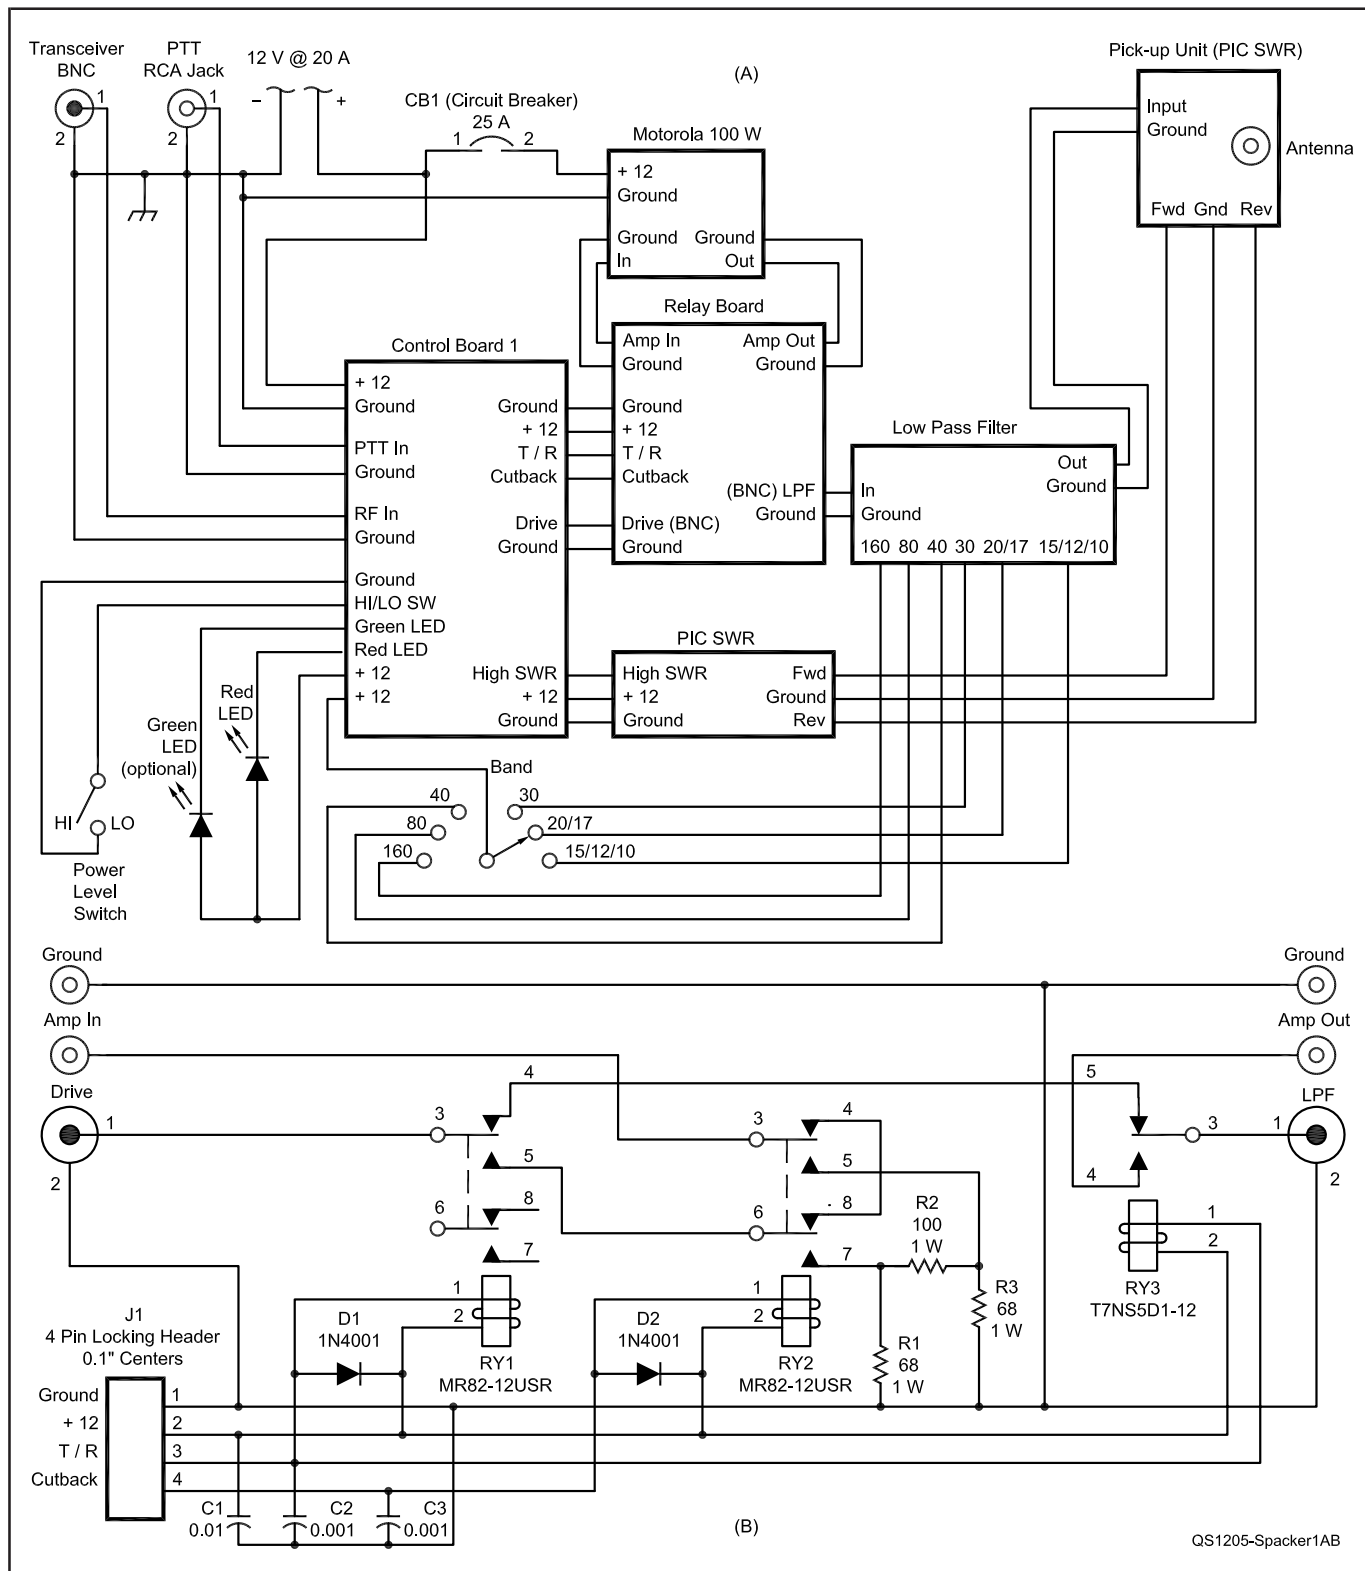 Transceiver
BNC
PTT
RCA Jack
12 V @ 20 A
(A)
Pick-up Unit (PIC SWR)
1
2
1
2
–
+
CB1 (Circuit Breaker)
25 A
1
2
Motorola 100 W
+ 12
Ground
Ground
In
Ground
Out
Input
Ground
Antenna
Fwd Gnd Rev
Relay Board
Amp In
Ground
Amp Out
Ground
Ground
+ 12
T / R
Cutback
(BNC) LPF
Ground
Drive (BNC)
Ground
Control Board 1
+ 12
Ground
PTT In
Ground
RF In
Ground
Ground
HI/LO SW
Green LED
Red LED
+ 12
+ 12
Ground
+ 12
T / R
Cutback
Drive
Ground
High SWR
+ 12
Ground
Low Pass Filter
Out
Ground
In
Ground
160 80 40 30 20/17 15/12/10
PIC SWR
High SWR
+ 12
Ground
Fwd
Ground
Rev
Red
LED
Green
LED
(optional)
HI
LO
Power
Level
Switch
Band
40
30
80
20/17
160
15/12/10
Ground
Ground
Amp In
Amp Out
Drive
LPF
1
2
3
4
5
6
8
7
3
4
5
6
8
7
5
4
3
1
2
R2
100
1 W
R3
68
1 W
R1
68
1 W
1
2
RY3
T7NS5D1-12
1
2
RY1
MR82-12USR
D1
1N4001
1
2
RY2
MR82-12USR
D2
1N4001
J1
4 Pin Locking Header
0.1" Centers
Ground
+ 12
T / R
Cutback
1
2
3
4
C1
0.01
C2
0.001
C3
0.001
(B)
QS1205-Spacker1AB